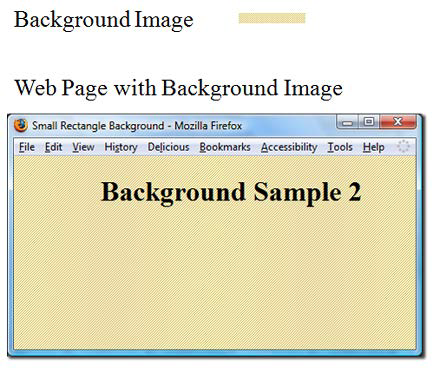 Background Image
Web Page with Background Image
Small Rectangle Background - Mozilla Firefox
File Edit View History Delicious Bookmarks Accessibility Tools Help
Background Sample 2